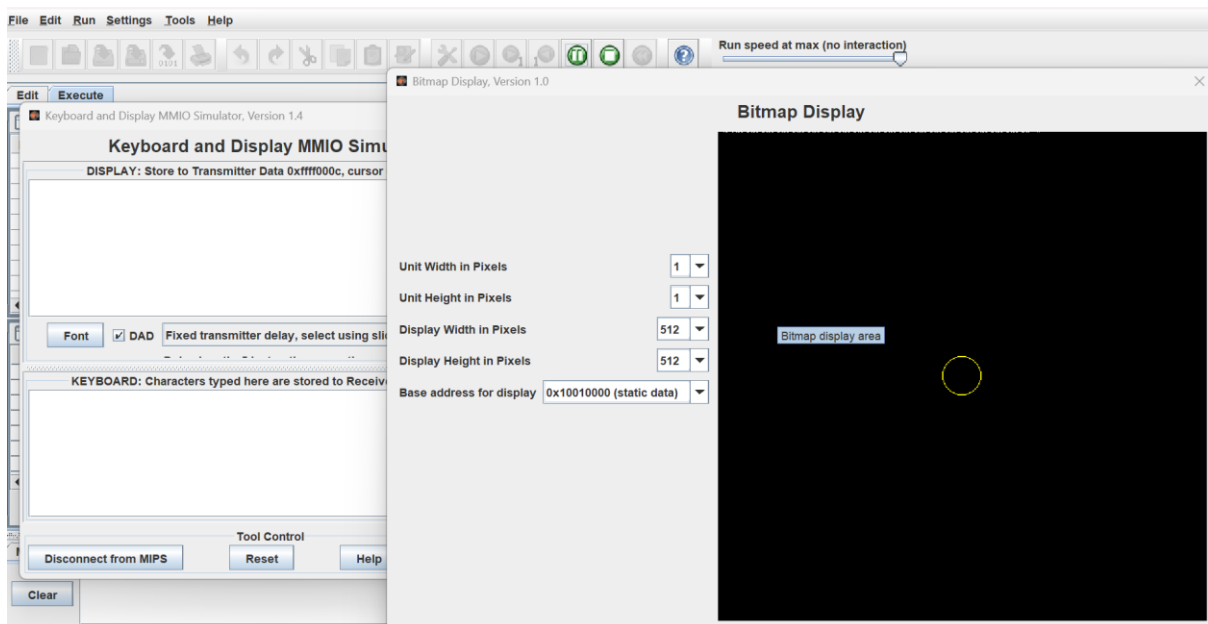 File Edit Run Settings Tools Help
Run speed at max (no interaction)
Edit Execute
Bitmap Display, Version 1.0
Keyboard and Display MMIO Simulator, Version 1.4
Bitmap Display
Keyboard and Display MMIO Simu
DISPLAY: Store to Transmitter Data 0xffff000c, cursor
Unit Width in Pixels 1
Unit Height in Pixels 1
Font DAD Fixed transmitter delay, select using slid
Display Width in Pixels 512
Bitmap display area
Display Height in Pixels 512
KEYBOARD: Characters typed here are stored to Receive
Base address for display 0x10010000 (static data)
Tool Control
Disconnect from MIPS Reset Help
Clear